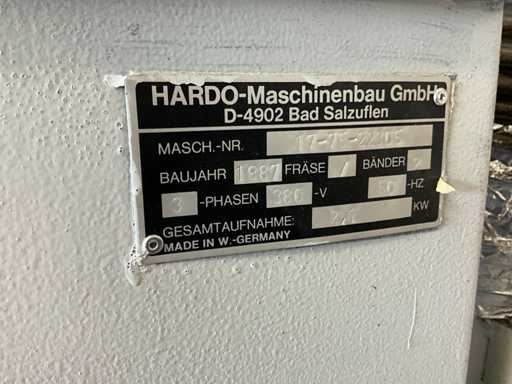 HARDO-Maschinenbau GmbH
D-4902 Bad Salzuflen
MASCH.-NR.
BAUJAHR 1987 FRÄSE / BÄNDER 2
3 -PHASEN 380 -V 50 -HZ
GESAMTAUFNAHME: KW
MADE IN W.-GERMANY